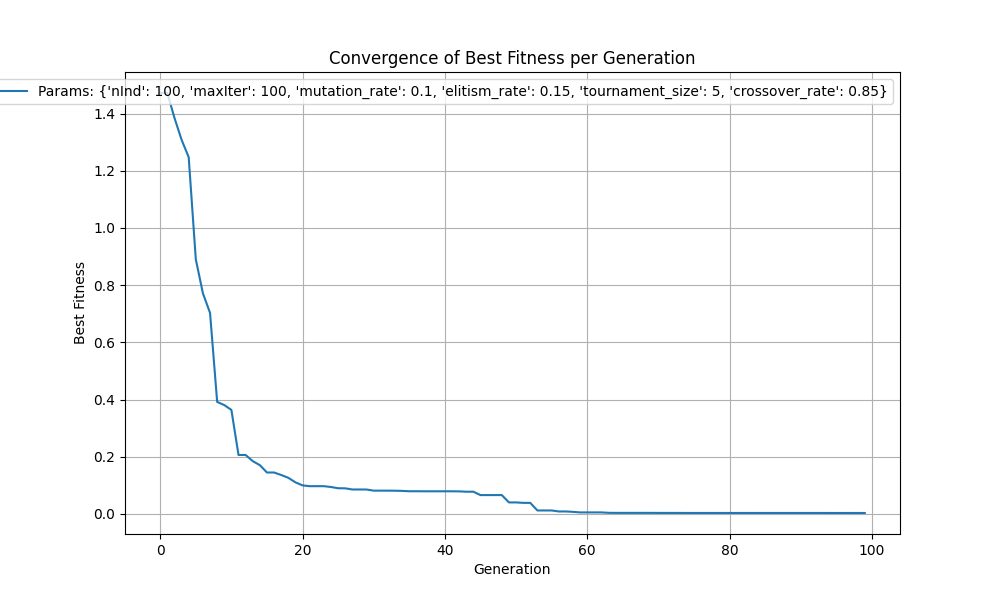 Convergence of Best Fitness per Generation
Params: {'nInd': 100, 'maxIter': 100, 'mutation_rate': 0.1, 'elitism_rate': 0.15, 'tournament_size': 5, 'crossover_rate': 0.85}
1.4
1.2
1.0
0.8
0.6
0.4
0.2
0.0
Best Fitness
0 20 40 60 80 100
Generation